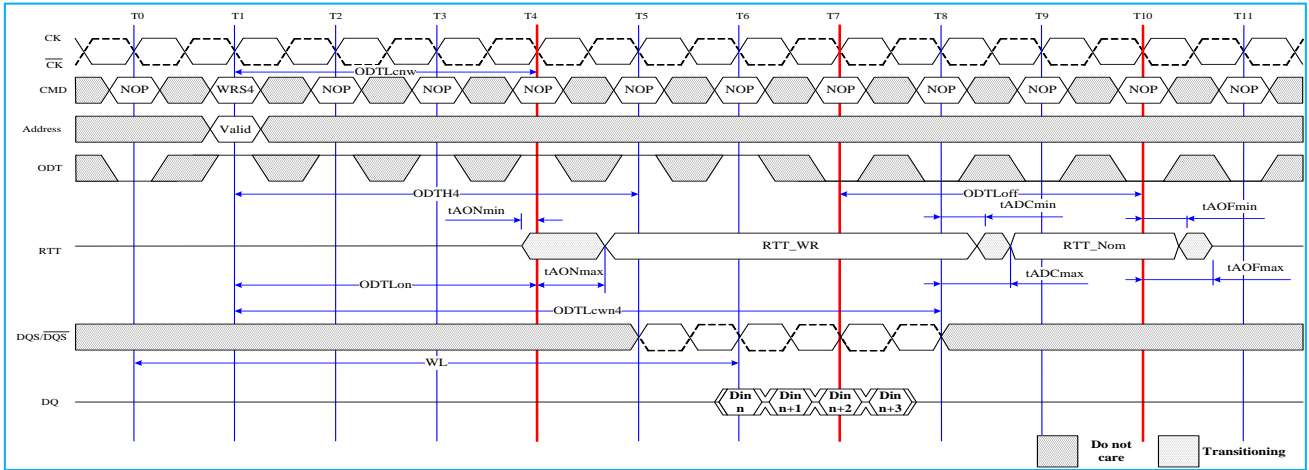 T0 T1 T2 T3 T4 T5 T6 T7 T8 T9 T10 T11
CK
CK
ODTLcnw
CMD NOP WRS4 NOP NOP NOP NOP NOP NOP NOP NOP NOP NOP
Address Valid
ODT
ODTH4 ODTLoff
tADCmin
tAONmin tAOFmin
RTT RTT_WR RTT_Nom
tAONmax tADCmax tAOFmax
ODTLon
ODTLcwn4
DQS/DQS
WL
DQ Din n Din n+1 Din n+2 Din n+3
Do not care Transitioning